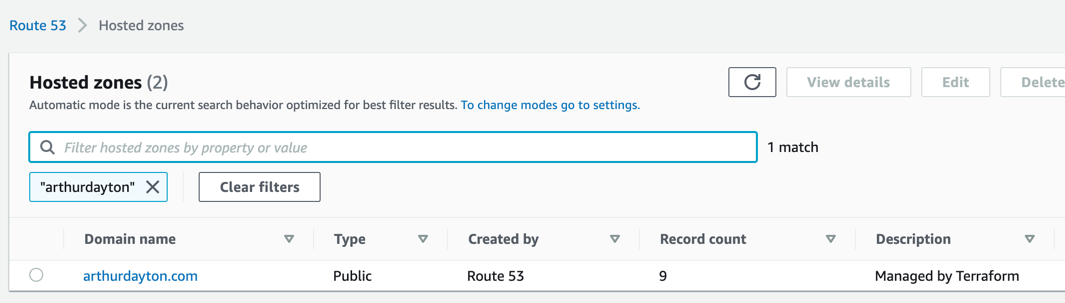 Route 53 > Hosted zones
Hosted zones (2)
View details Edit Delete
Automatic mode is the current search behavior optimized for best filter results. To change modes go to settings.
Filter hosted zones by property or value 1 match
"arthurdayton" Clear filters
Domain name Type Created by Record count Description
arthurdayton.com Public Route 53 9 Managed by Terraform